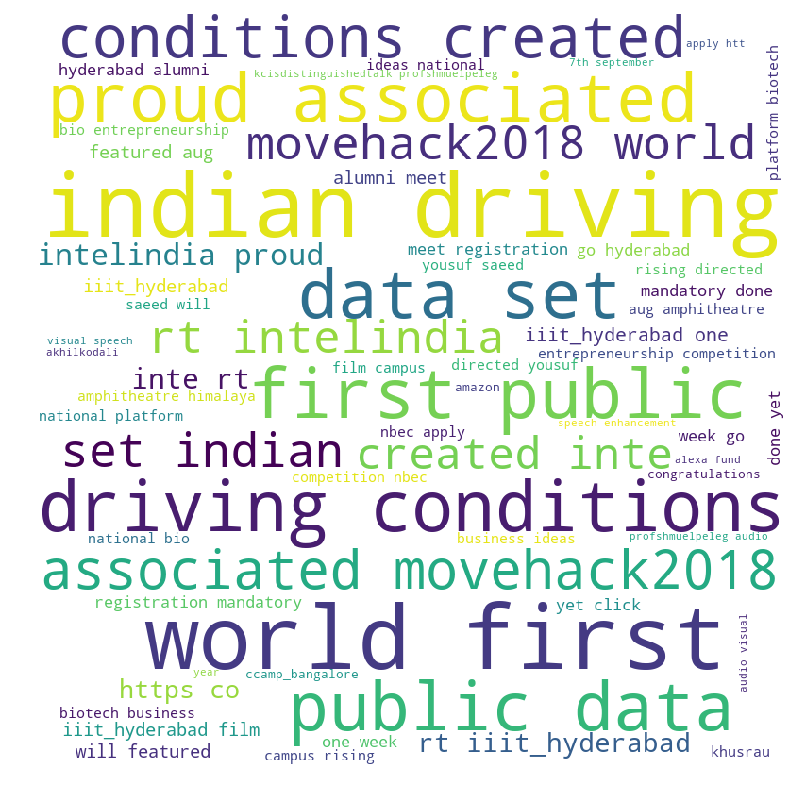 conditions created
apply htt
ideas national
7th september
hyderabad alumni
kcisdistinguishedtalk profshmuelpeleg
platform biotech
proud associated
bio entrepreneurship
movehack2018 world
featured aug
alumni meet
indian driving
intelindia proud
meet registration
go hyderabad
yousuf saeed
rising directed
iiit_hyderabad
data set
mandatory done
saeed will
aug amphitheatre
rt intelindia
iiit_hyderabad one
visual speech
akhilkodali
entrepreneurship competition
inte rt
film campus
directed yousuf
first public
amazon
amphitheatre himalaya
done yet
national platform
speech enhancement
nbec apply
week go
set indian
created inte
alexa fund
congratulations
competition nbec
driving conditions
national bio
business ideas
profshmuelpeleg audio
associated movehack2018
registration mandatory
yet click
world first
audio visual
year
ccamp_bangalore
https co
public data
biotech business
iiit_hyderabad film
one week
rt iiit_hyderabad
will featured
campus rising
khusrau